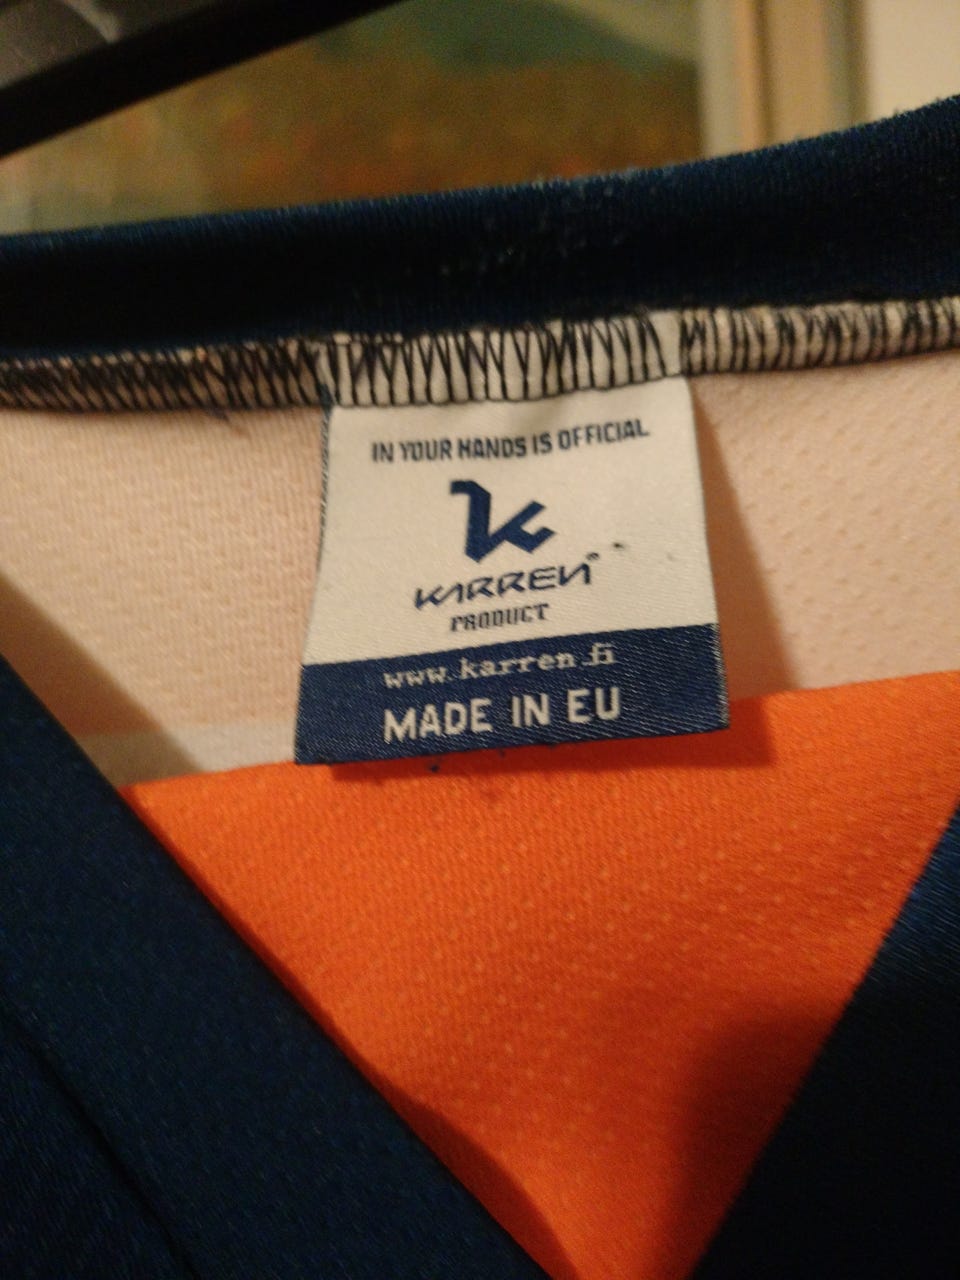 IN YOUR HANDS IS OFFICIAL
K
KARREN®
PRODUCT
www.karren.fi
MADE IN EU